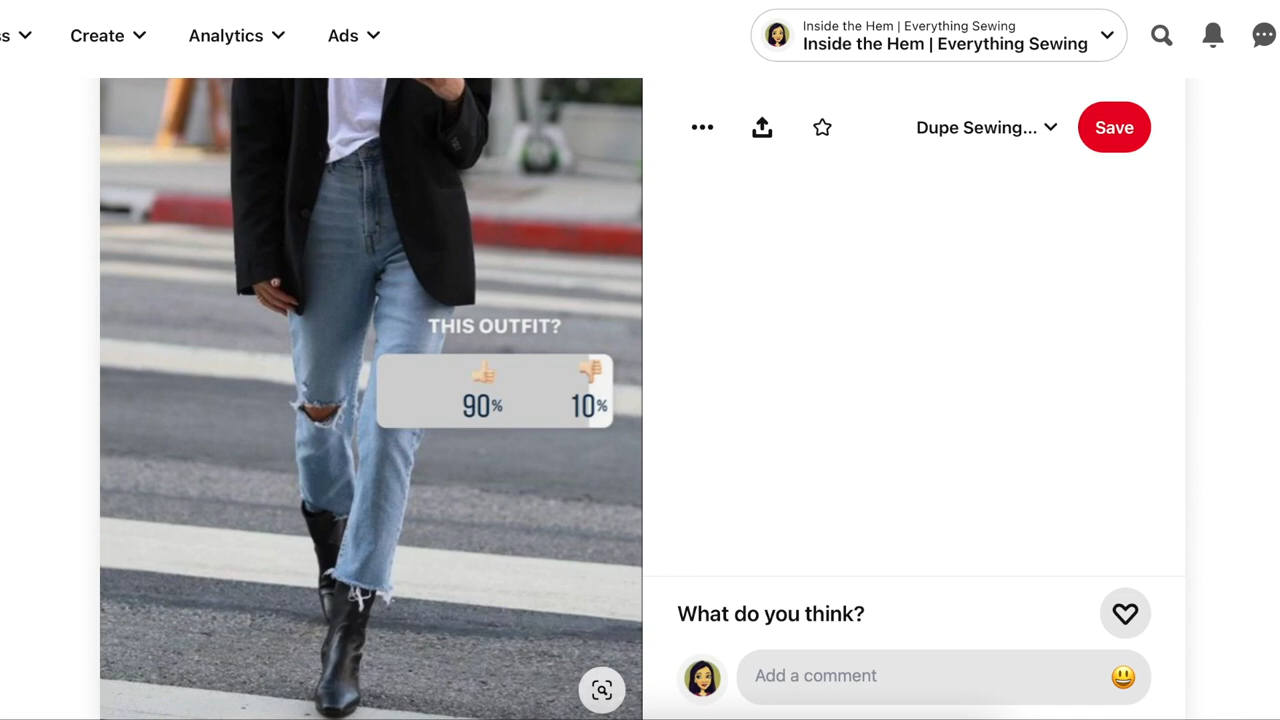 ss
Create
Analytics
Ads
Inside the Hem | Everything Sewing
Inside the Hem | Everything Sewing
Dupe Sewing...
Save
THIS OUTFIT?
90%
10%
What do you think?
Add a comment